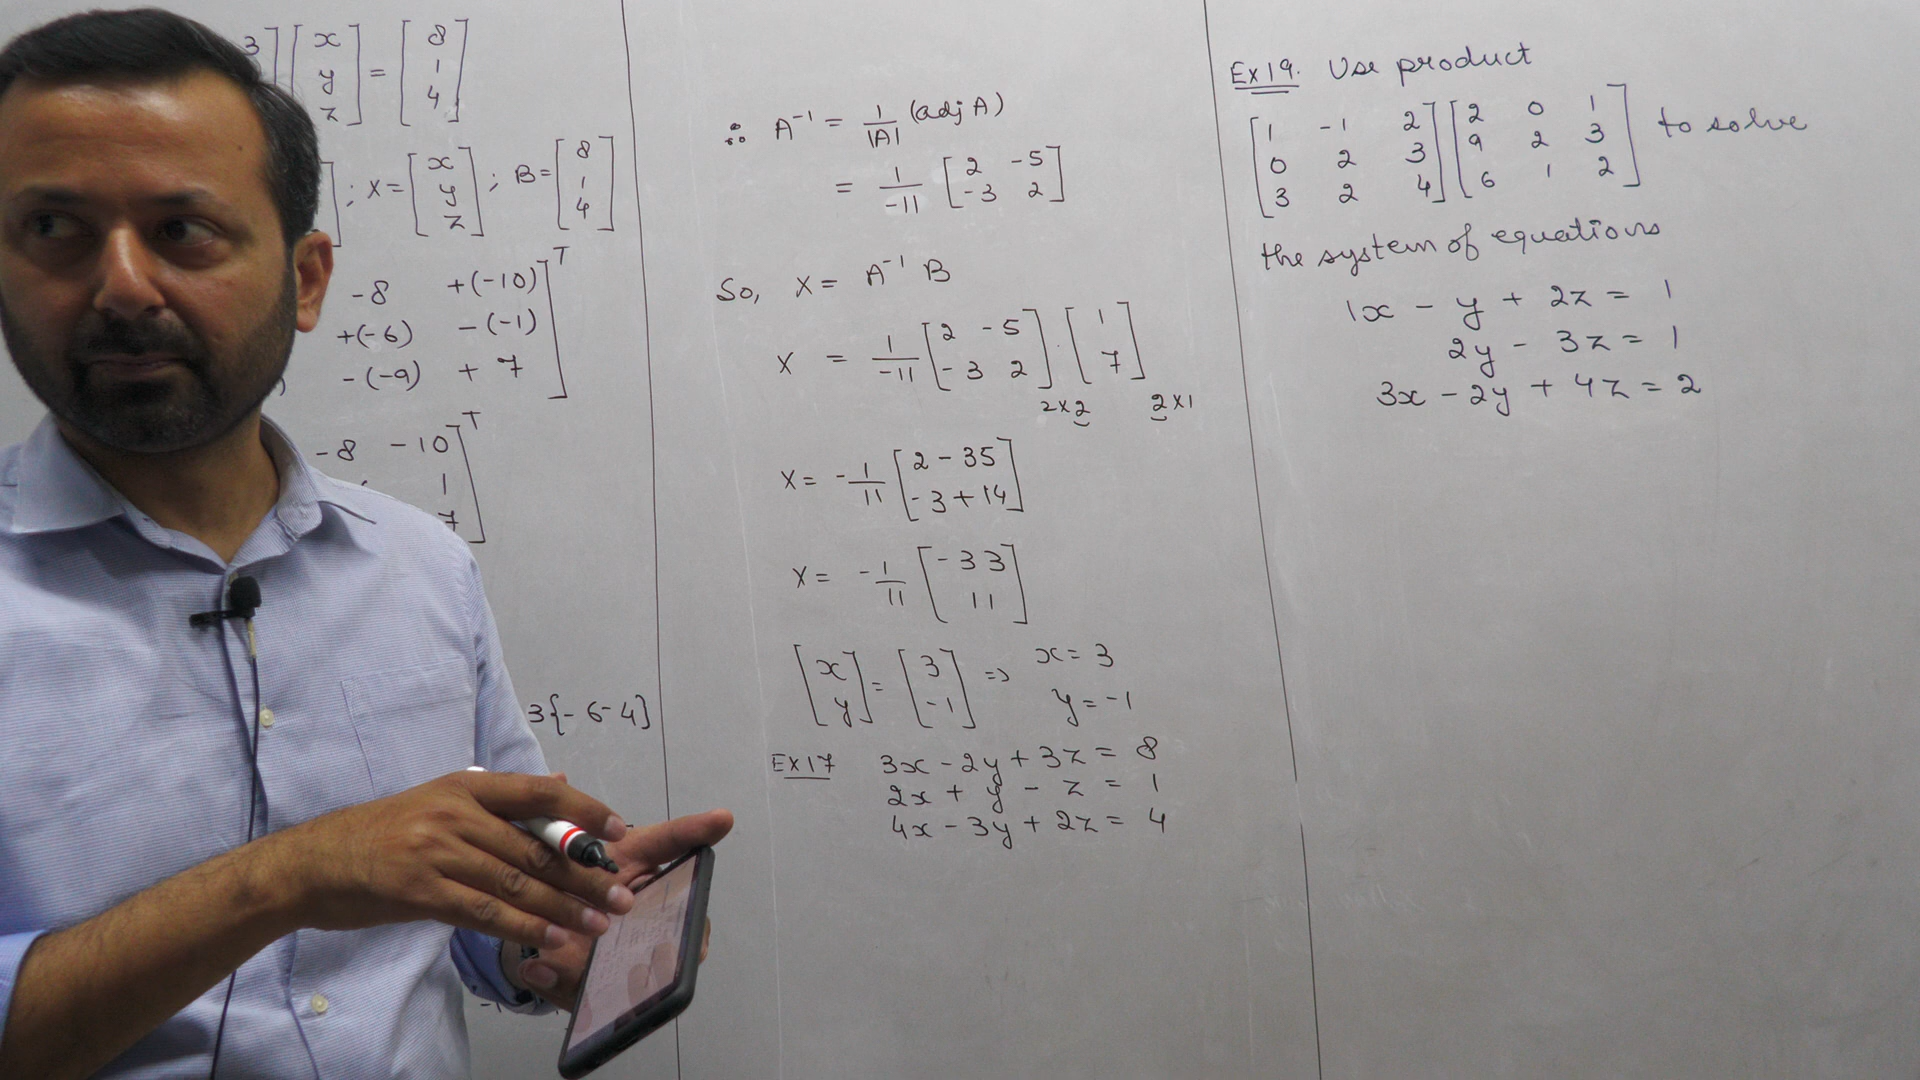 3] [x y z] = [8 1 4]
]; X = [x y z]; B = [8 1 4]
-8 +(-10)
+(-6) -(-1)
-(-9) + 7 ]^T
-8 -10
1
7 ]^T
3{-6-4}
∴ A⁻¹ = 1/|A| (adj A)
= 1/-11 [2 -5
-3 2]
So, X = A⁻¹ B
X = 1/-11 [2 -5
-3 2] . [1
7]
2×2 2×1
X = -1/11 [2 - 35
-3 + 14]
X = -1/11 [-33
11]
[x y] = [3 -1] => x = 3
y = -1
Ex 17 3x - 2y + 3z = 8
2x + y - z = 1
4x - 3y + 2z = 4
Ex 19. Use product
[1 -1 2] [2 0 1]
[0 2 3] [9 2 3] to solve
[3 2 4] [6 1 2]
the system of equations
1x - y + 2z = 1
2y - 3z = 1
3x - 2y + 4z = 2